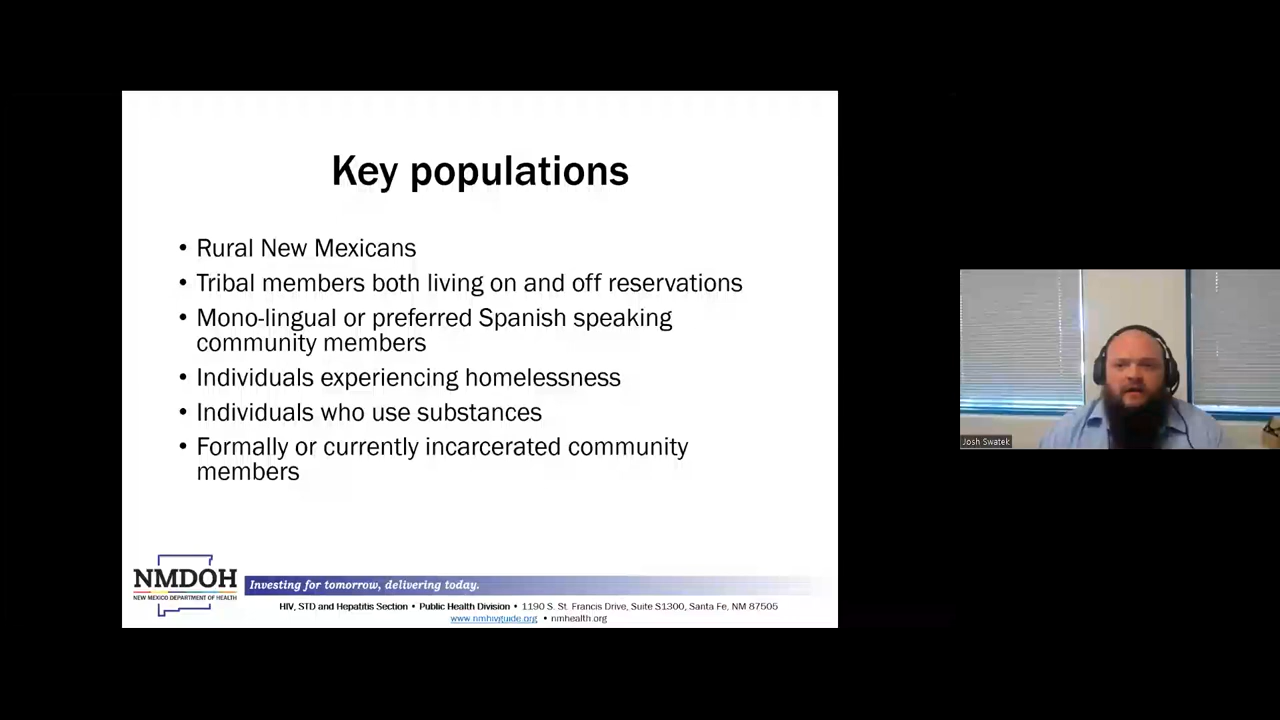 Key populations
• Rural New Mexicans
• Tribal members both living on and off reservations
• Mono-lingual or preferred Spanish speaking
community members
• Individuals experiencing homelessness
• Individuals who use substances
• Formally or currently incarcerated community
members
NMDOH
NEW MEXICO DEPARTMENT OF HEALTH
Investing for tomorrow, delivering today.
HIV, STD and Hepatitis Section • Public Health Division • 1190 S. St. Francis Drive, Suite S1300, Santa Fe, NM 87505
www.nmhivguide.org • nmhealth.org
Josh Swatek